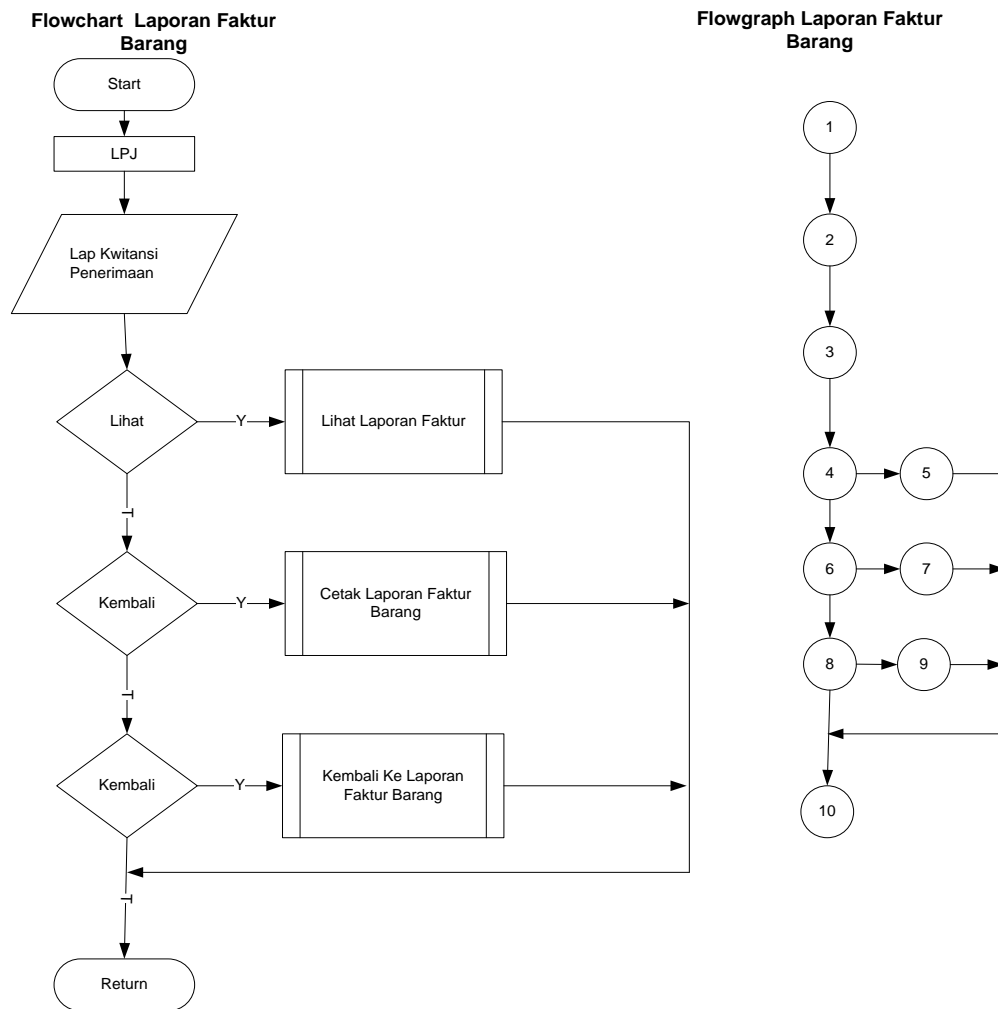 Flowchart Laporan Faktur
Barang
Start
LPJ
Lap Kwitansi
Penerimaan
Lihat
Y
Lihat Laporan Faktur
T
Kembali
Y
Cetak Laporan Faktur
Barang
T
Kembali
Y
Kembali Ke Laporan
Faktur Barang
T
Return
Flowgraph Laporan Faktur
Barang
1
2
3
4
5
6
7
8
9
10